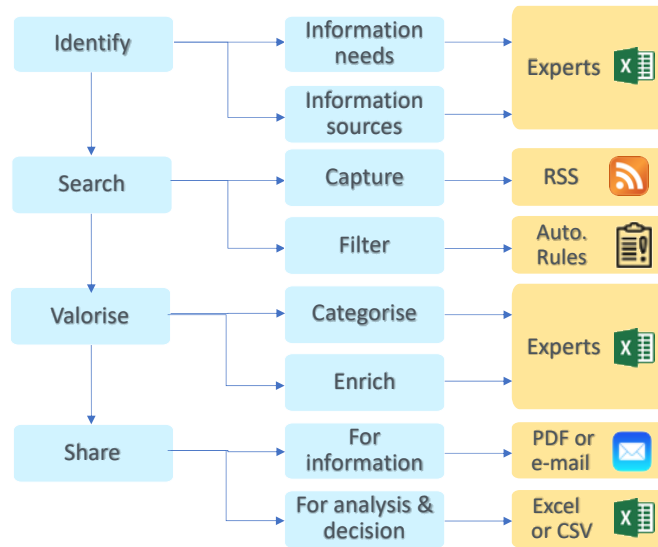 Identify
Information
needs
Experts
X
Information
sources
Search
Capture
RSS
Filter
Auto.
Rules
Valorise
Categorise
Experts
X
Enrich
Share
For
information
PDF or
e-mail
For analysis &
decision
Excel
or CSV
X